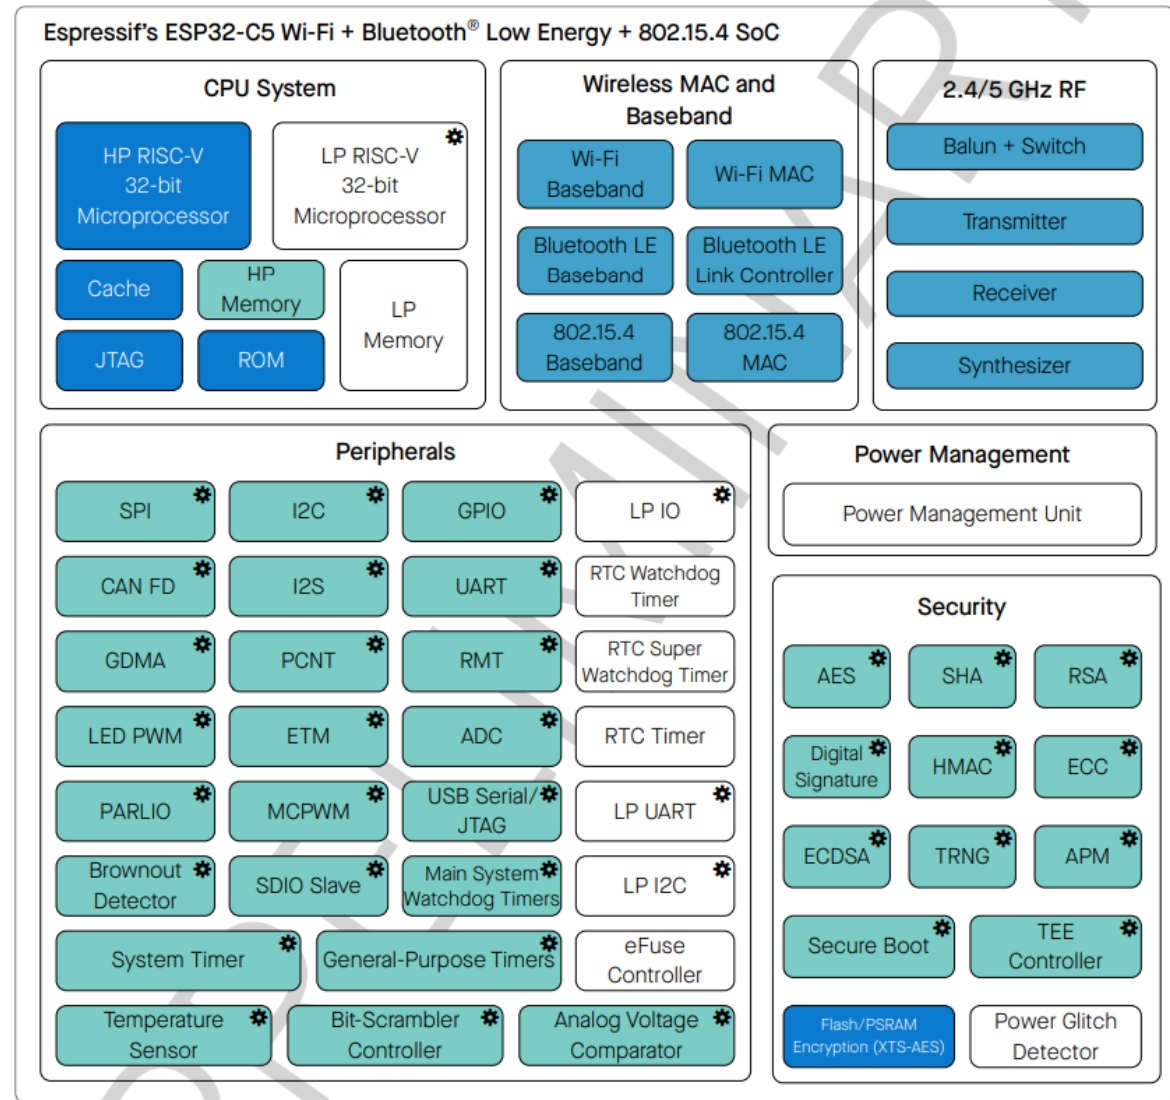 Espressif's ESP32-C5 Wi-Fi + Bluetooth® Low Energy + 802.15.4 SoC
CPU System
HP RISC-V
32-bit
Microprocessor
LP RISC-V
32-bit
Microprocessor
Cache
HP
Memory
LP
Memory
JTAG
ROM
Wireless MAC and
Baseband
Wi-Fi
Baseband
Wi-Fi MAC
Bluetooth LE
Baseband
Bluetooth LE
Link Controller
802.15.4
Baseband
802.15.4
MAC
2.4/5 GHz RF
Balun + Switch
Transmitter
Receiver
Synthesizer
Peripherals
SPI
I2C
GPIO
LP IO
CAN FD
I2S
UART
RTC Watchdog
Timer
GDMA
PCNT
RMT
RTC Super
Watchdog Timer
LED PWM
ETM
ADC
RTC Timer
PARLIO
MCPWM
USB Serial/
JTAG
LP UART
Brownout
Detector
SDIO Slave
Main System
Watchdog Timers
LP I2C
System Timer
General-Purpose Timers
eFuse
Controller
Temperature
Sensor
Bit-Scrambler
Controller
Analog Voltage
Comparator
Power Management
Power Management Unit
Security
AES
SHA
RSA
Digital
Signature
HMAC
ECC
ECDSA
TRNG
APM
Secure Boot
TEE
Controller
Flash/PSRAM
Encryption (XTS-AES)
Power Glitch
Detector